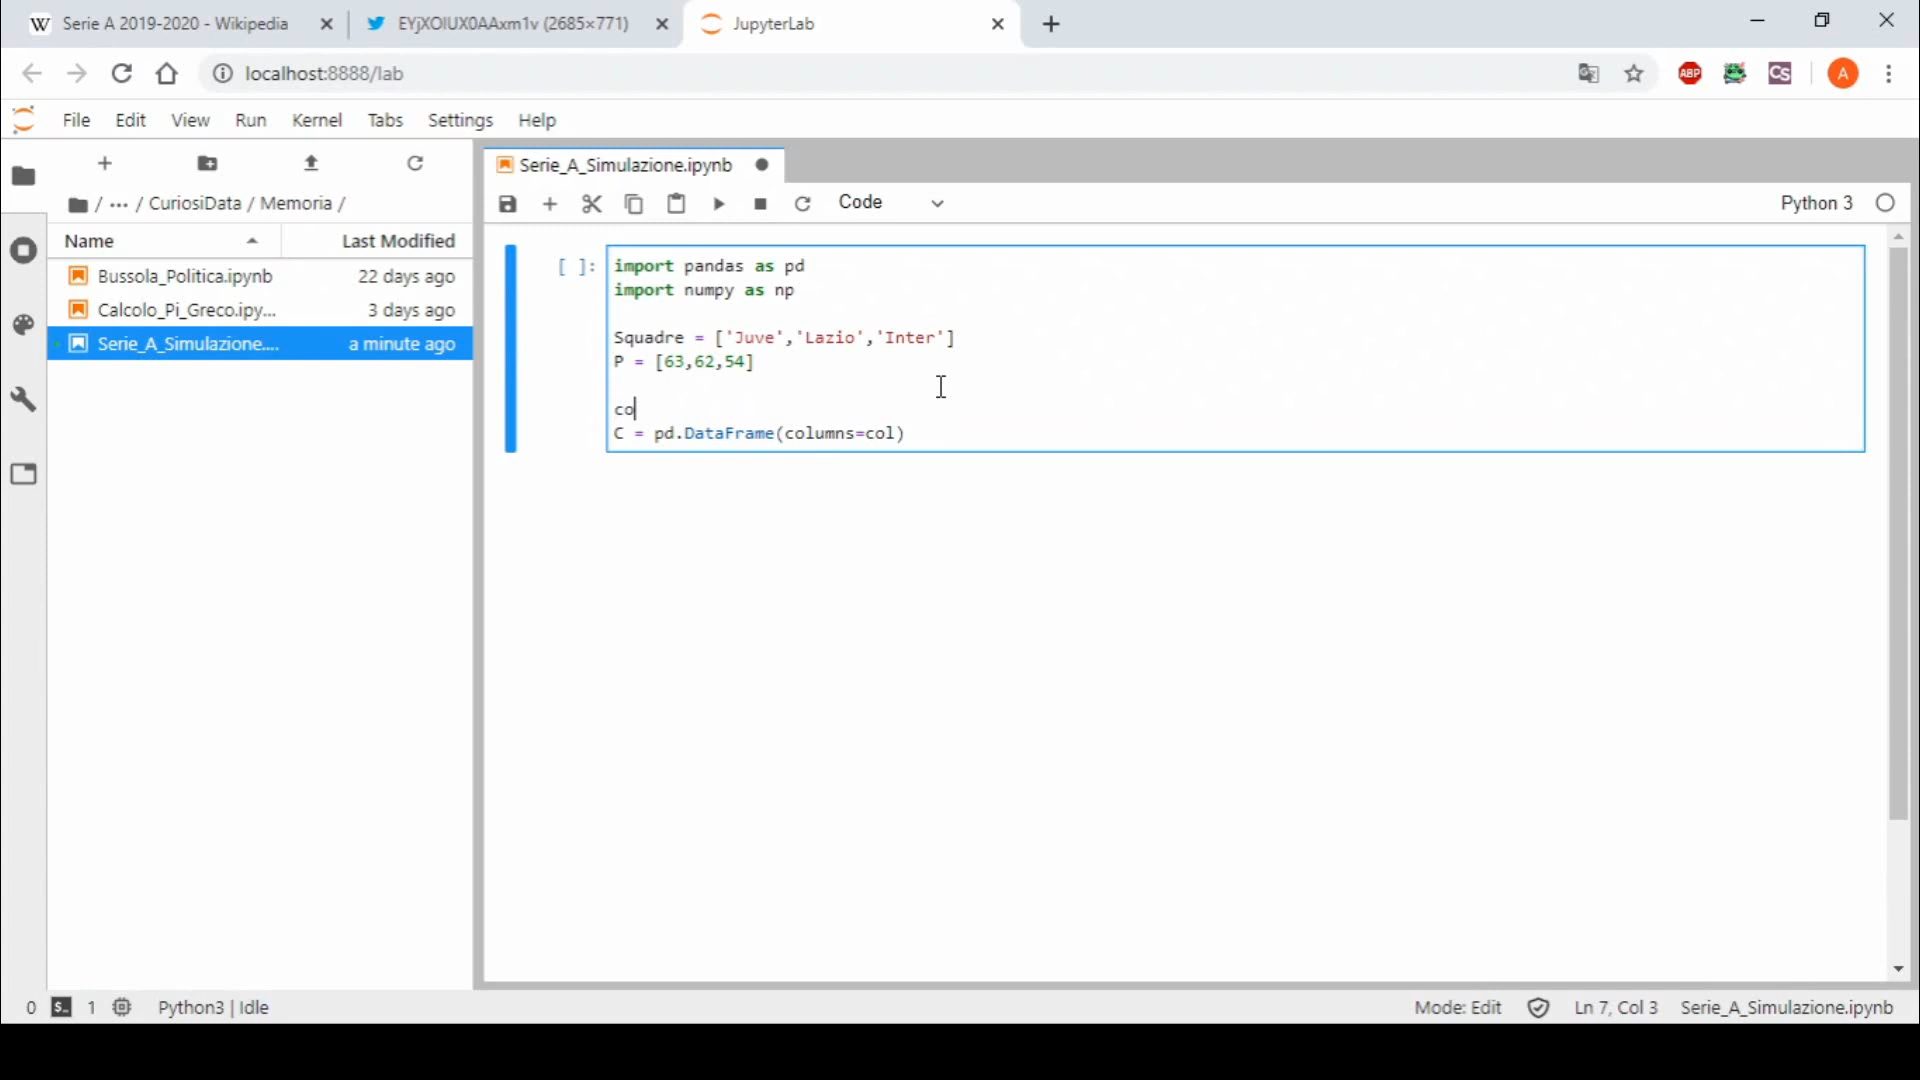 Serie A 2019-2020 - Wikipedia
EYjXOIUX0AAxm1v (2685×771)
JupyterLab
localhost:8888/lab
ABP
CS
A
File Edit View Run Kernel Tabs Settings Help
/ ··· / CuriosiData / Memoria /
Name Last Modified
Bussola_Politica.ipynb 22 days ago
Calcolo_Pi_Greco.ipy... 3 days ago
Serie_A_Simulazione.... a minute ago
Serie_A_Simulazione.ipynb
Code
Python 3
[ ]:
import pandas as pd
import numpy as np
Squadre = ['Juve','Lazio','Inter']
P = [63,62,54]
co
C = pd.DataFrame(columns=col)
0 1 Python3 | Idle
Mode: Edit Ln 7, Col 3 Serie_A_Simulazione.ipynb